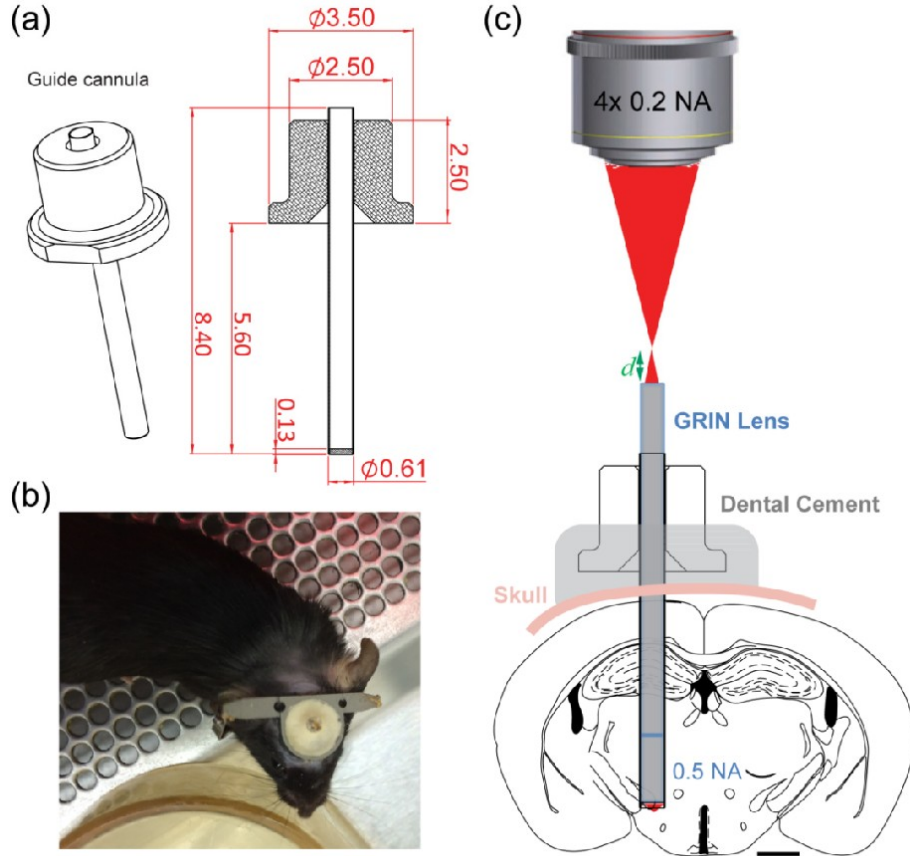 (a)
Guide cannula
Ø3.50
Ø2.50
2.50
8.40
5.60
0.13
Ø0.61
(b)
(c)
4x 0.2 NA
d
GRIN Lens
Dental Cement
Skull
0.5 NA